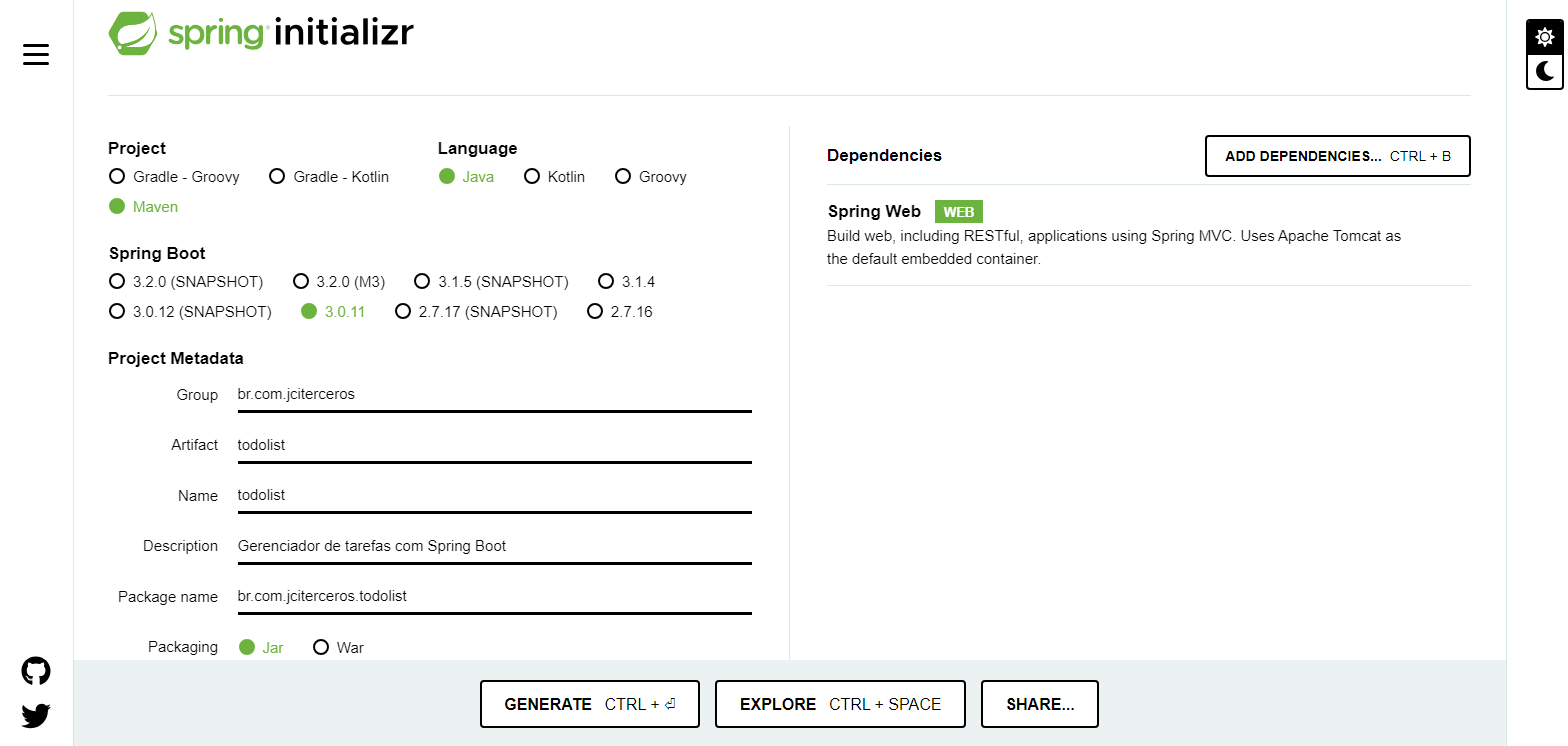 spring initializr
Project
Gradle - Groovy Gradle - Kotlin
Maven
Language
Java Kotlin Groovy
Spring Boot
3.2.0 (SNAPSHOT) 3.2.0 (M3) 3.1.5 (SNAPSHOT) 3.1.4
3.0.12 (SNAPSHOT) 3.0.11 2.7.17 (SNAPSHOT) 2.7.16
Project Metadata
Group br.com.jciterceros
Artifact todolist
Name todolist
Description Gerenciador de tarefas com Spring Boot
Package name br.com.jciterceros.todolist
Packaging Jar War
Dependencies ADD DEPENDENCIES... CTRL + B
Spring Web WEB
Build web, including RESTful, applications using Spring MVC. Uses Apache Tomcat as
the default embedded container.
GENERATE CTRL + ⏎ EXPLORE CTRL + SPACE SHARE...